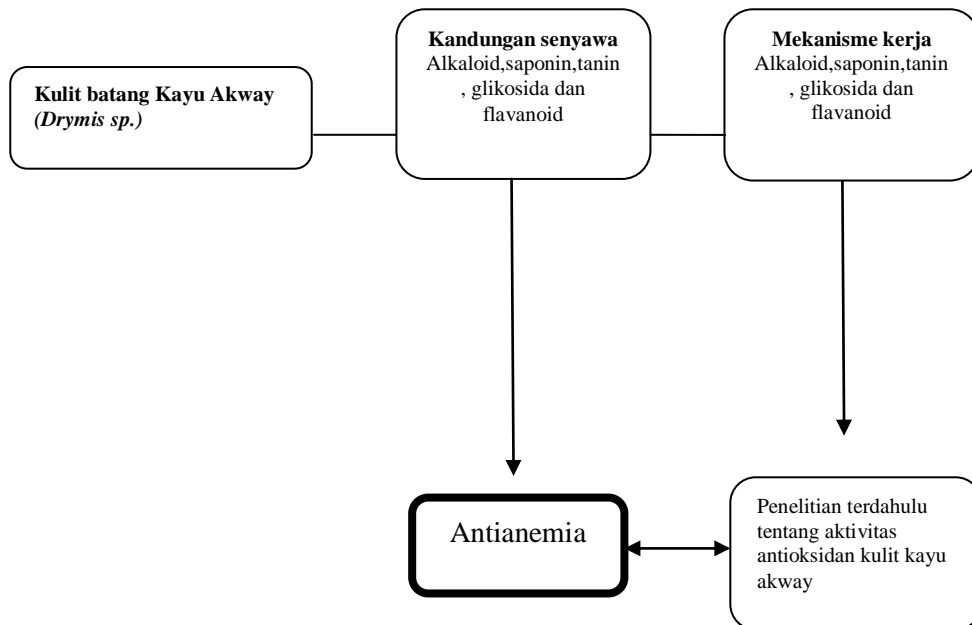 Kulit batang Kayu Akway
(Drymis sp.)
Kandungan senyawa
Alkaloid,saponin,tanin
, glikosida dan
flavanoid
Mekanisme kerja
Alkaloid,saponin,tanin
, glikosida dan
flavanoid
Antianemia
Penelitian terdahulu
tentang aktivitas
antioksidan kulit kayu
akway